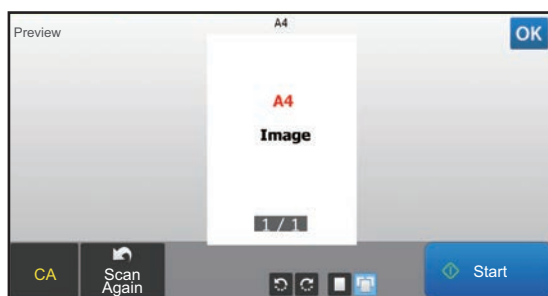 Preview
A4
OK
A4
Image
1 / 1
CA
Scan
Again
Start